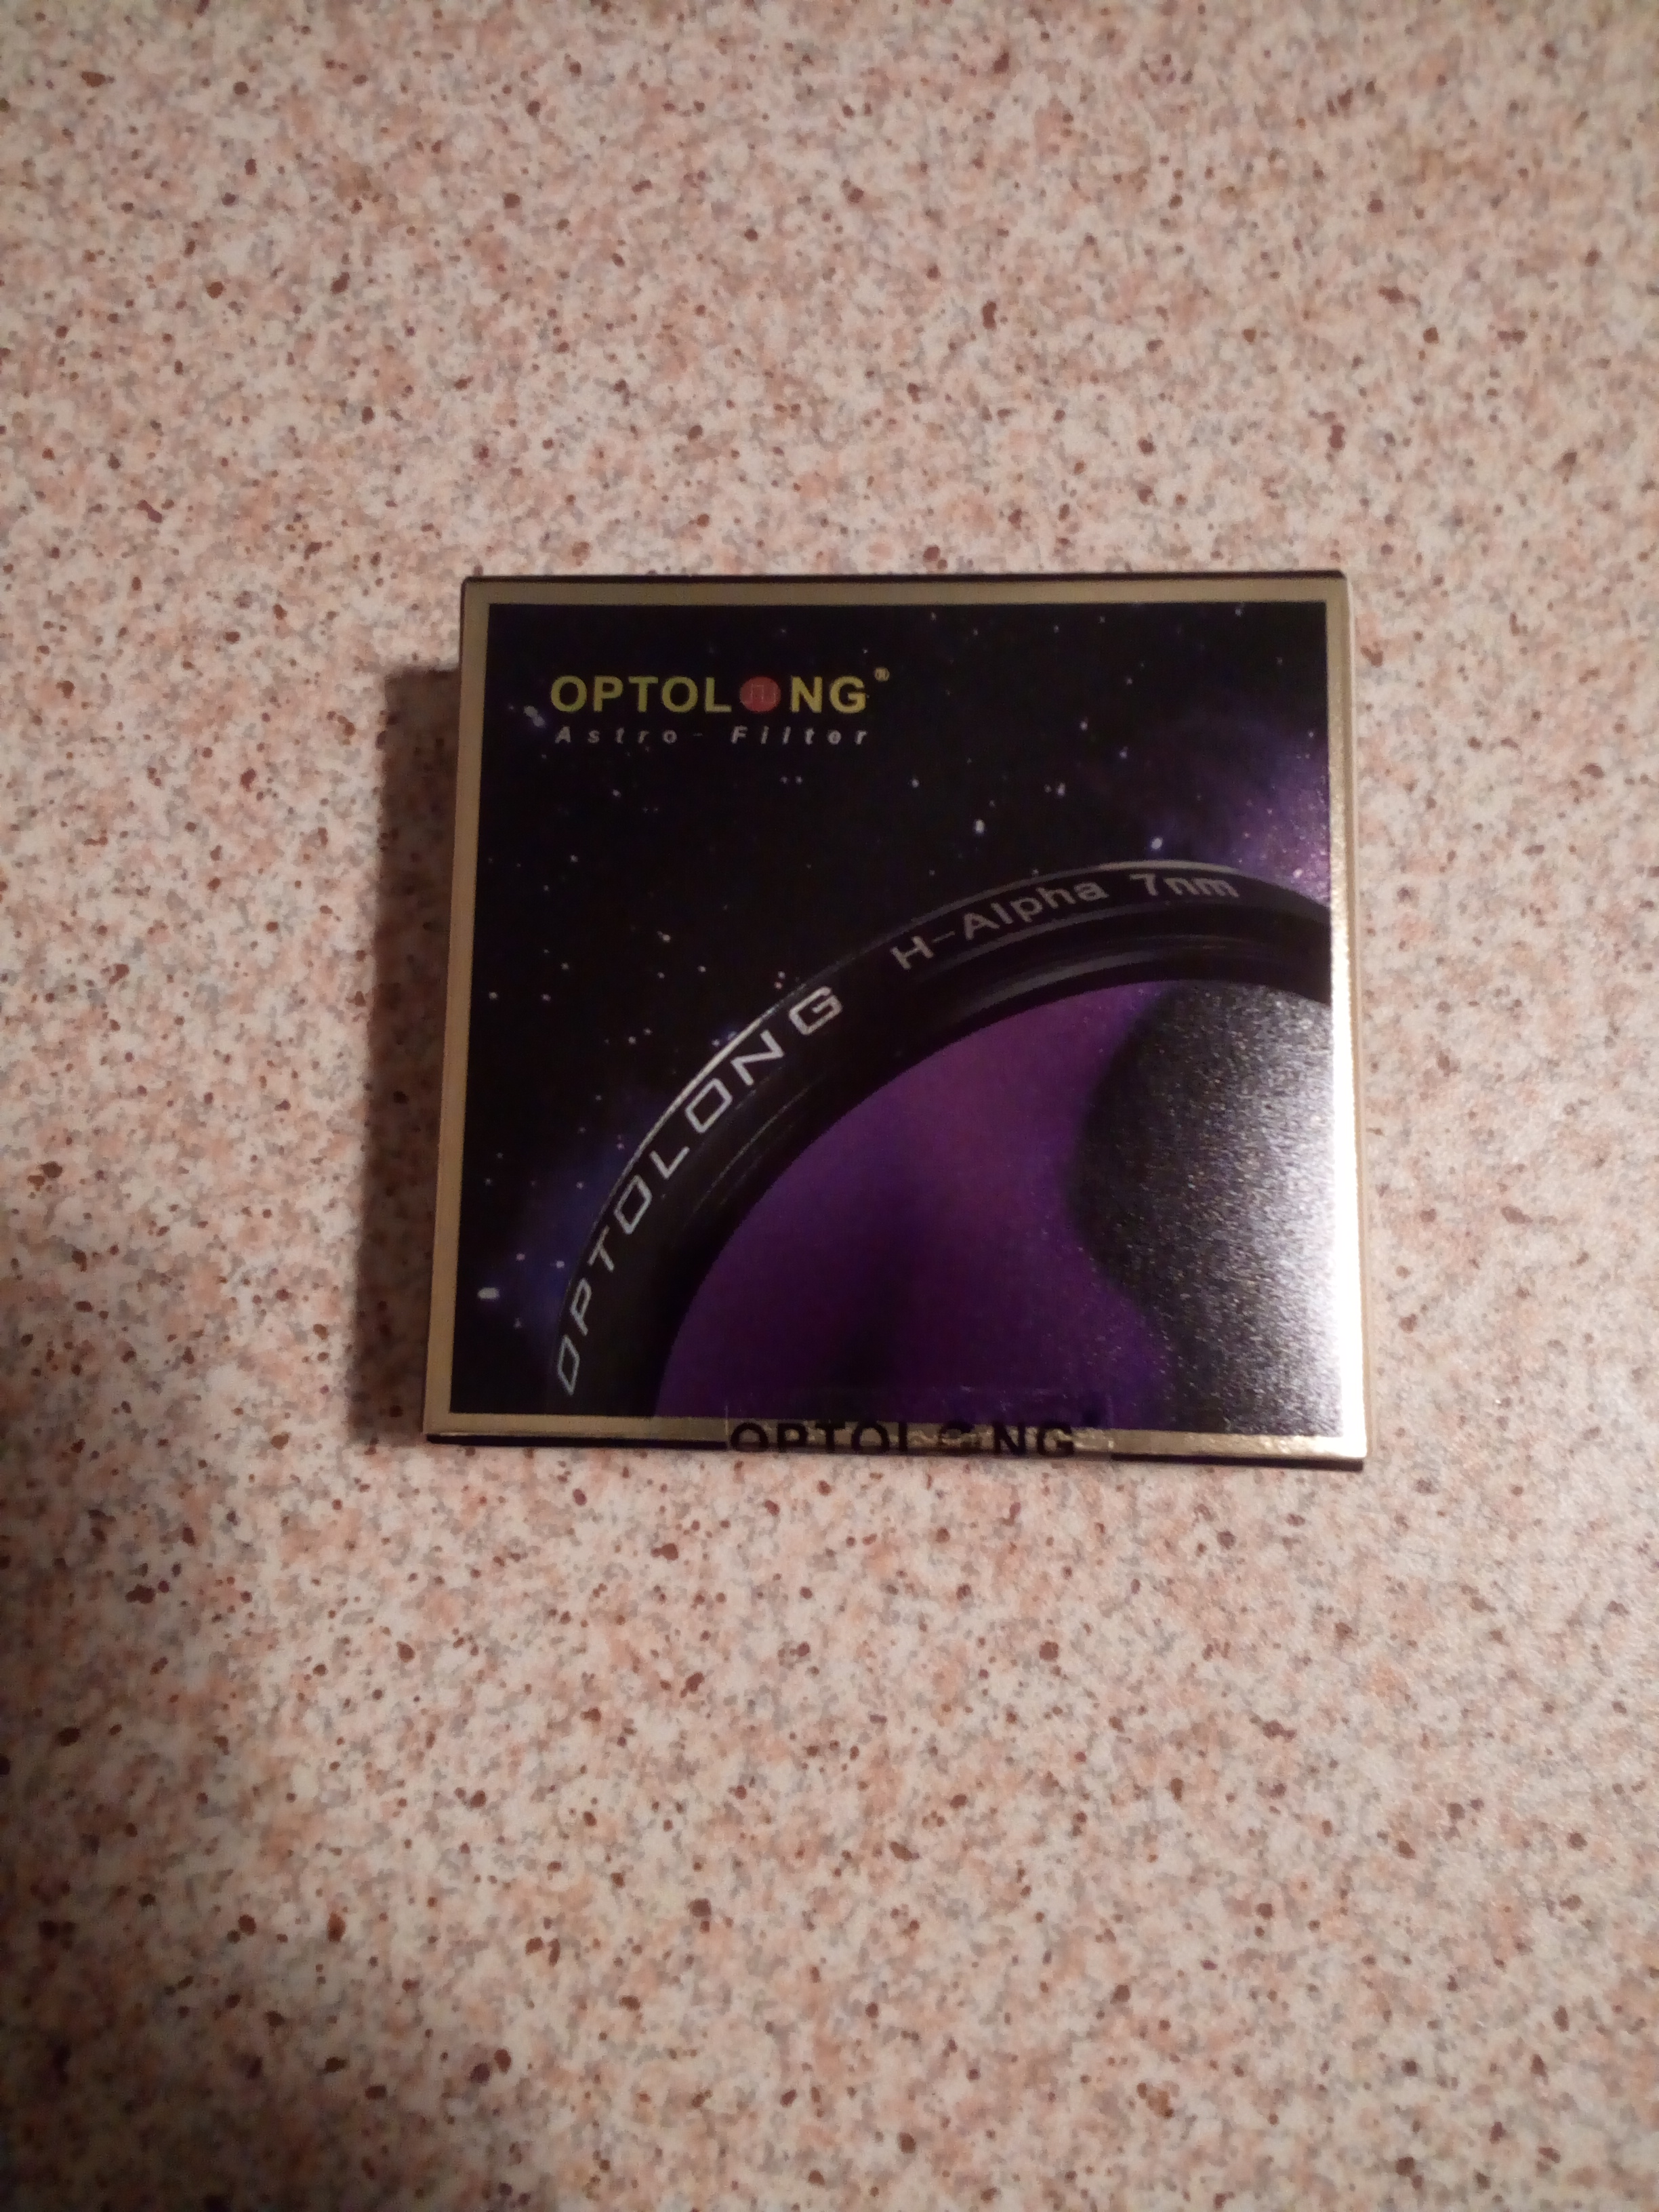 OPTOLONG®
Astro- Filter
OPTOLONG H-Alpha 7nm
OPTOLONG